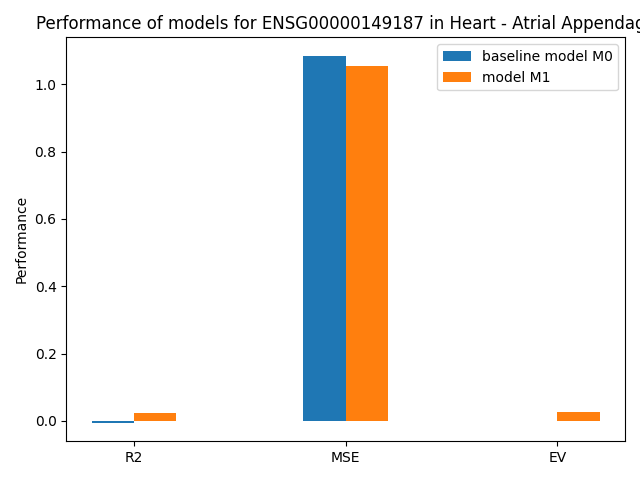 Performance of models for ENSG00000149187 in Heart - Atrial Appendag
baseline model M0
model M1
1.0
0.8
0.6
0.4
0.2
0.0
Performance
R2
MSE
EV